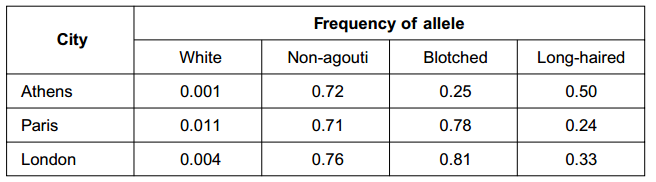 City Frequency of allele
White Non-agouti Blotched Long-haired
Athens 0.001 0.72 0.25 0.50
Paris 0.011 0.71 0.78 0.24
London 0.004 0.76 0.81 0.33